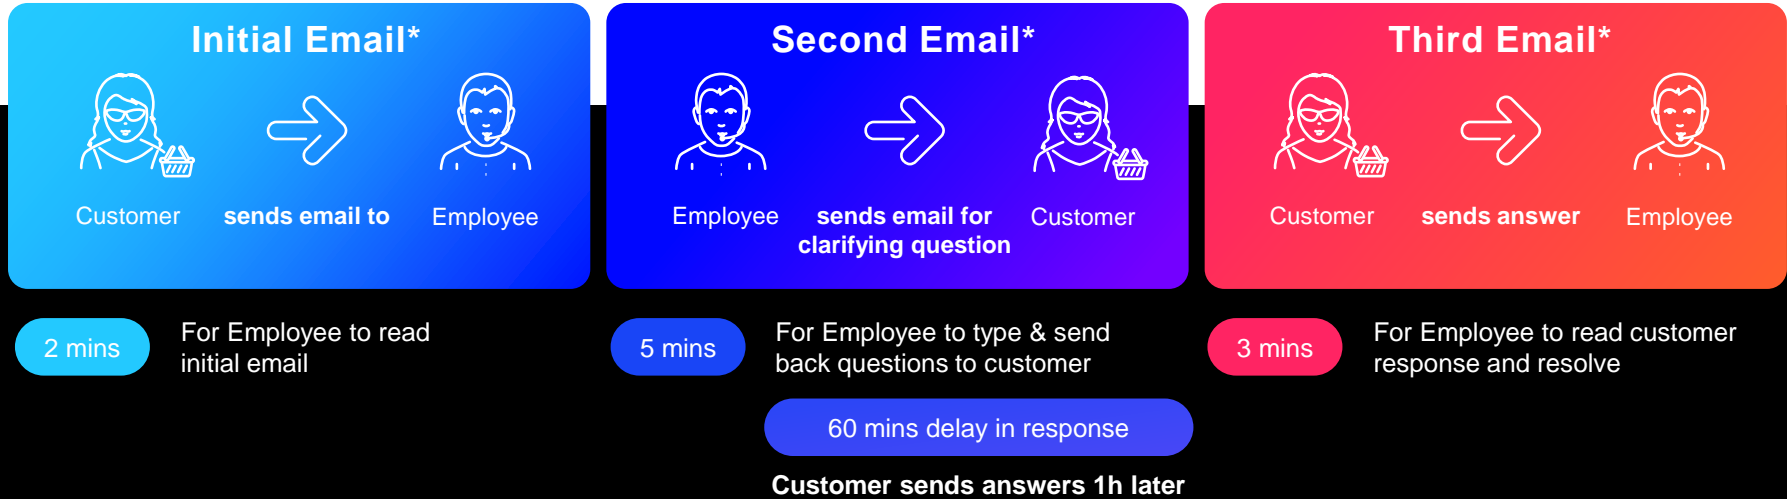 Initial Email*
Customer
sends email to
Employee
2 mins
For Employee to read
initial email
Second Email*
Employee
sends email for
clarifying question
Customer
5 mins
For Employee to type & send
back questions to customer
60 mins delay in response
Customer sends answers 1h later
Third Email*
Customer
sends answer
Employee
3 mins
For Employee to read customer
response and resolve